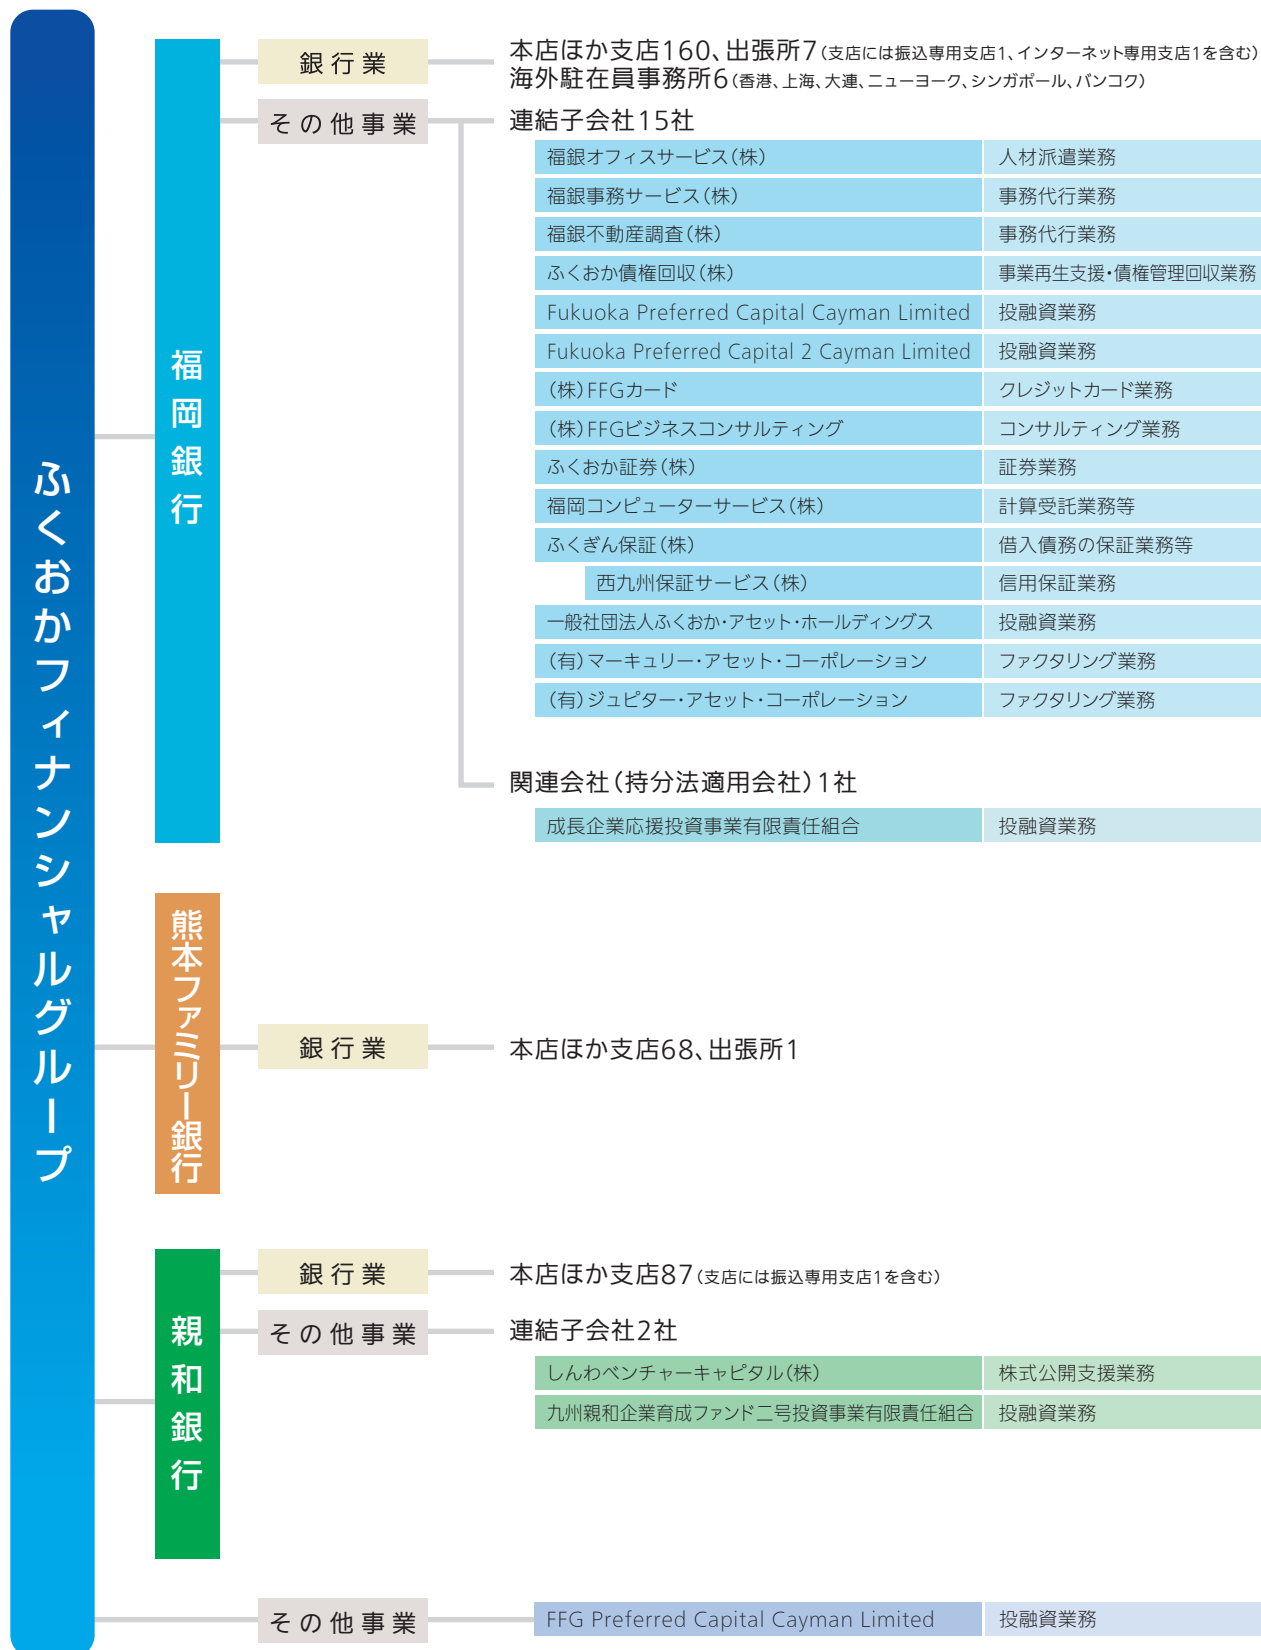 ふくおかフィナンシャルグループ
福岡銀行
銀行業
本店ほか支店160、出張所7(支店には振込専用支店1、インターネット専用支店1を含む)
海外駐在員事務所6(香港、上海、大連、ニューヨーク、シンガポール、バンコク)
その他事業
連結子会社15社
福銀オフィスサービス(株) 人材派遣業務
福銀事務サービス(株) 事務代行業務
福銀不動産調査(株) 事務代行業務
ふくおか債権回収(株) 事業再生支援・債権管理回収業務
Fukuoka Preferred Capital Cayman Limited 投融資業務
Fukuoka Preferred Capital 2 Cayman Limited 投融資業務
(株)FFGカード クレジットカード業務
(株)FFGビジネスコンサルティング コンサルティング業務
ふくおか証券(株) 証券業務
福岡コンピューターサービス(株) 計算受託業務等
ふくぎん保証(株) 借入債務の保証業務等
西九州保証サービス(株) 信用保証業務
一般社団法人ふくおか・アセット・ホールディングス 投融資業務
(有)マーキュリー・アセット・コーポレーション ファクタリング業務
(有)ジュピター・アセット・コーポレーション ファクタリング業務
関連会社(持分法適用会社)1社
成長企業応援投資事業有限責任組合 投融資業務
熊本ファミリー銀行
銀行業
本店ほか支店68、出張所1
親和銀行
銀行業
本店ほか支店87(支店には振込専用支店1を含む)
その他事業
連結子会社2社
しんわベンチャーキャピタル(株) 株式公開支援業務
九州親和企業育成ファンド二号投資事業有限責任組合 投融資業務
その他事業
FFG Preferred Capital Cayman Limited 投融資業務